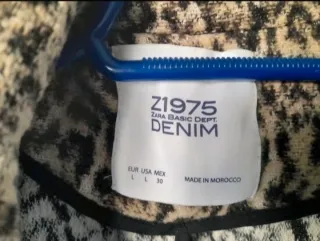 Z1975
ZARA BASIC DEPT.
DENIM
EUR USA MEX
L L 30
MADE IN MOROCCO